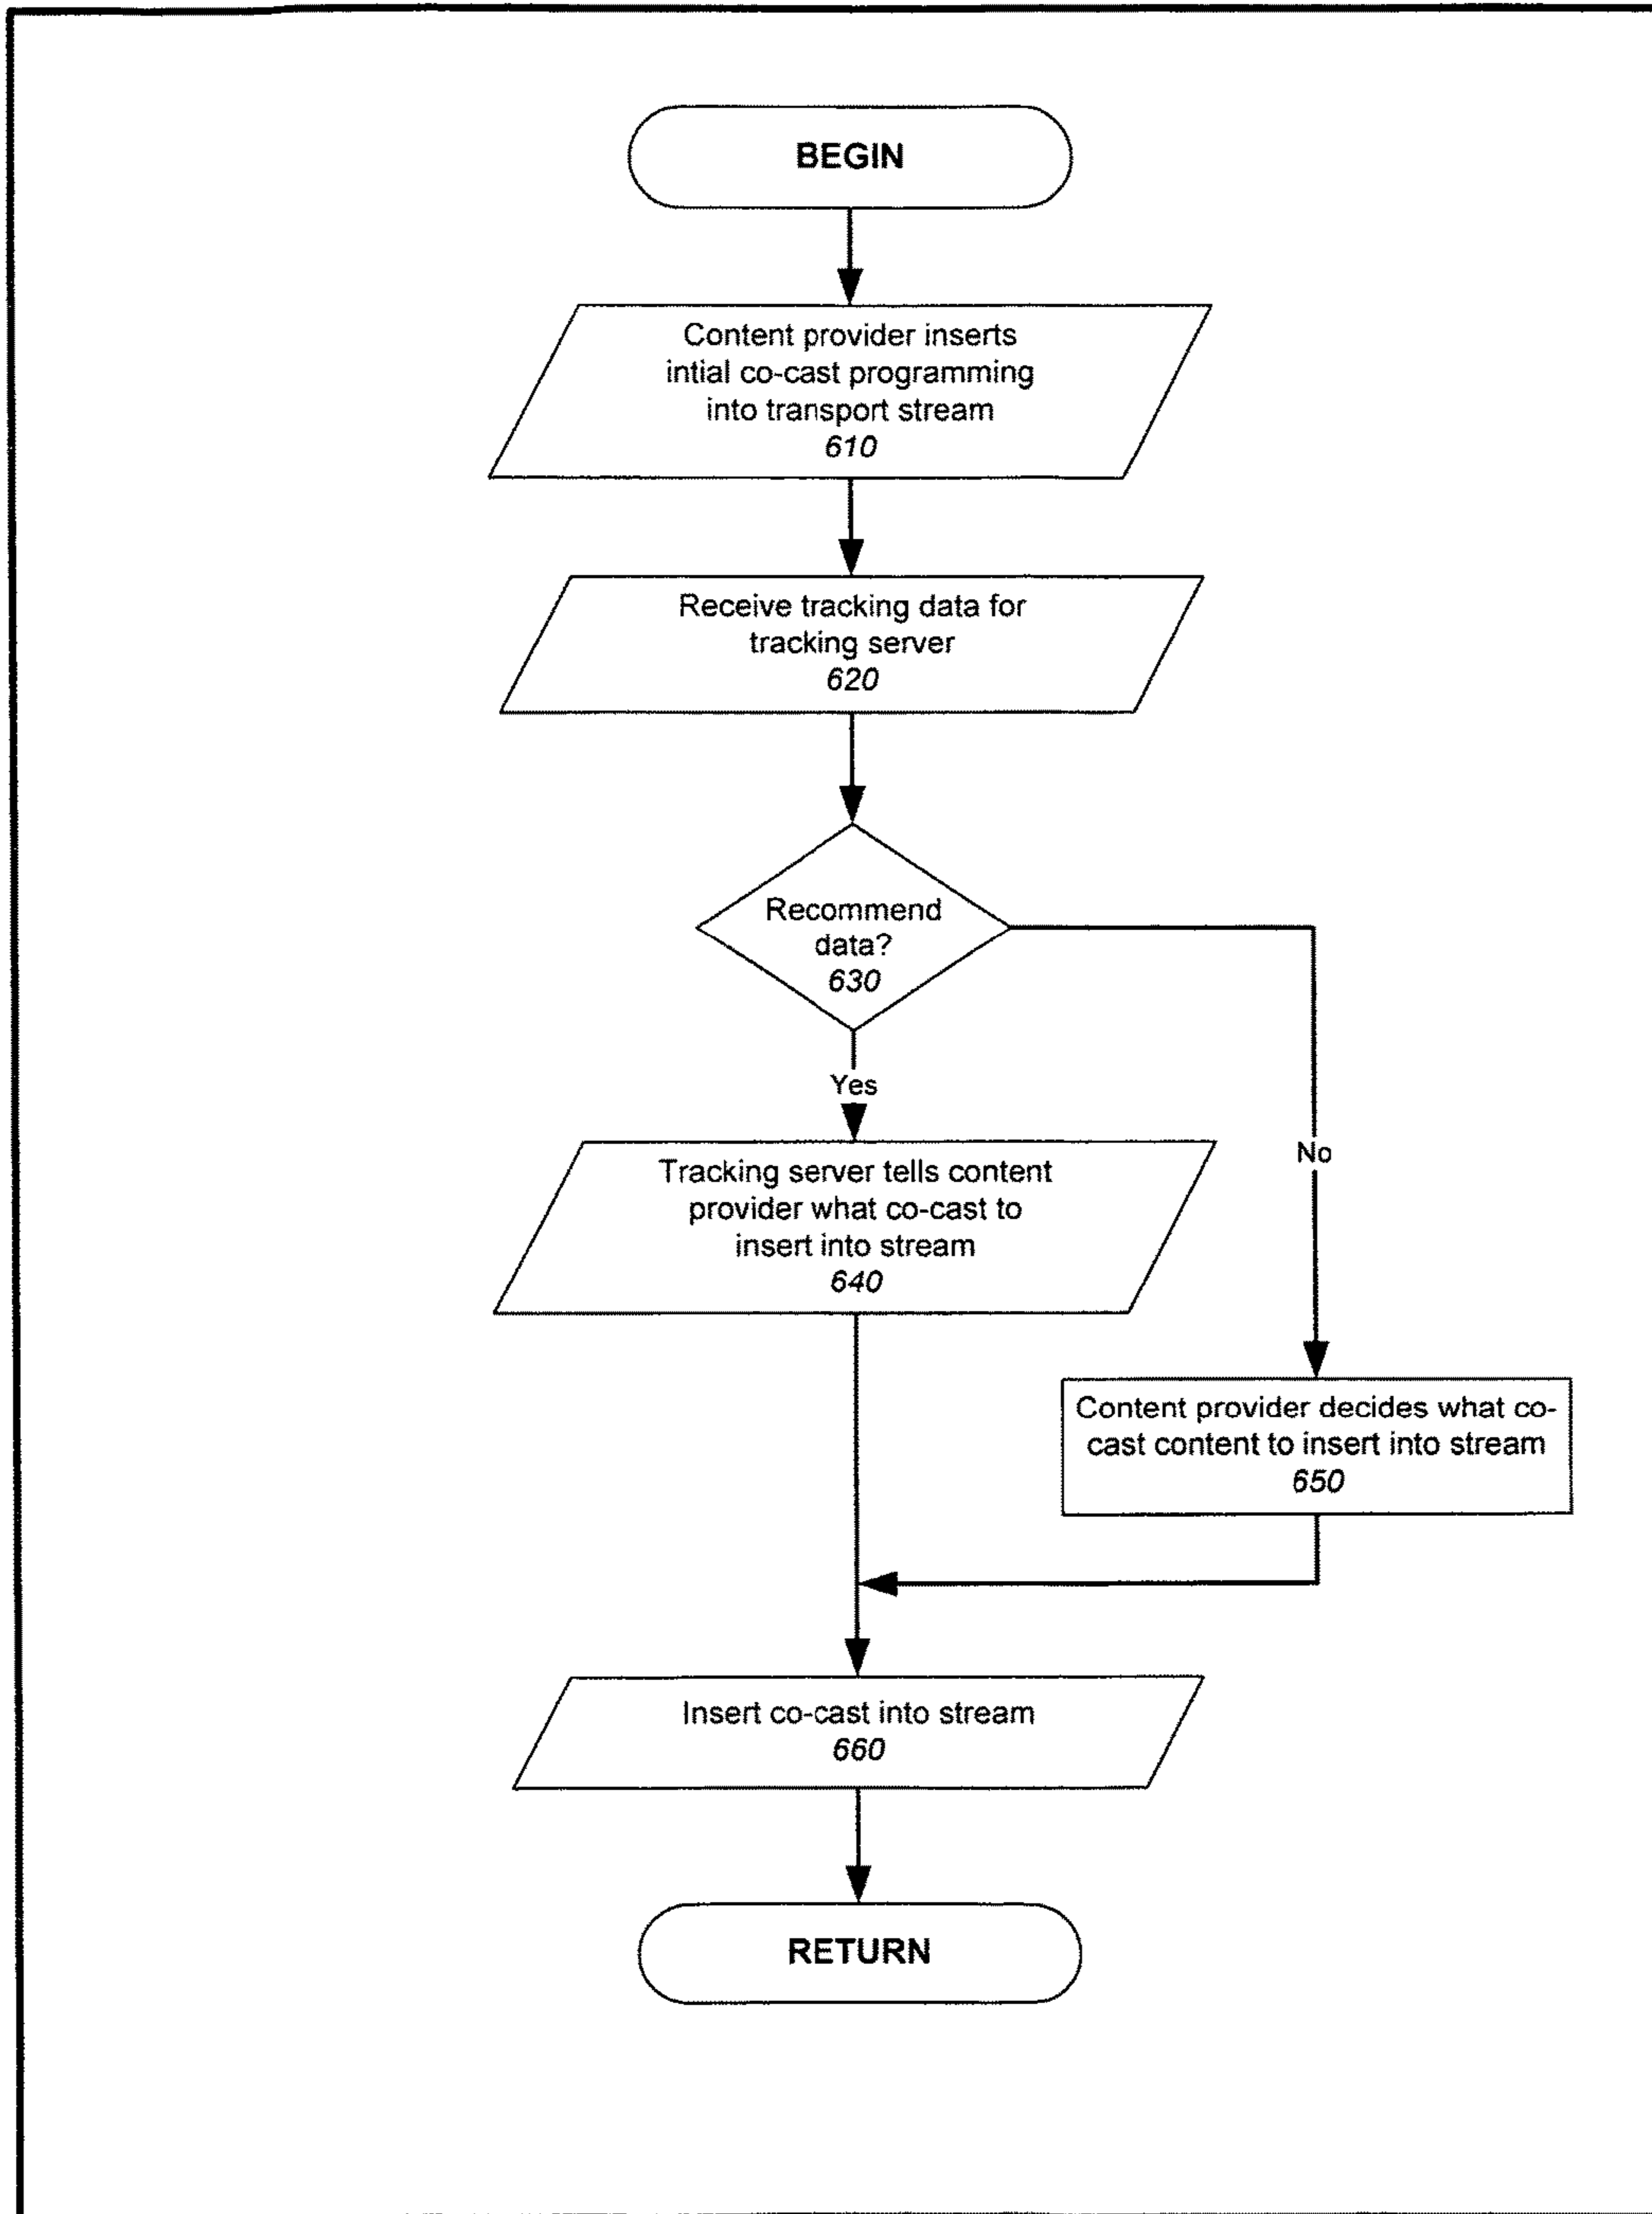 BEGIN
Content provider inserts
intial co-cast programming
into transport stream
610
Receive tracking data for
tracking server
620
Recommend
data?
630
Yes
No
Tracking server tells content
provider what co-cast to
insert into stream
640
Content provider decides what co-
cast content to insert into stream
650
Insert co-cast into stream
660
RETURN